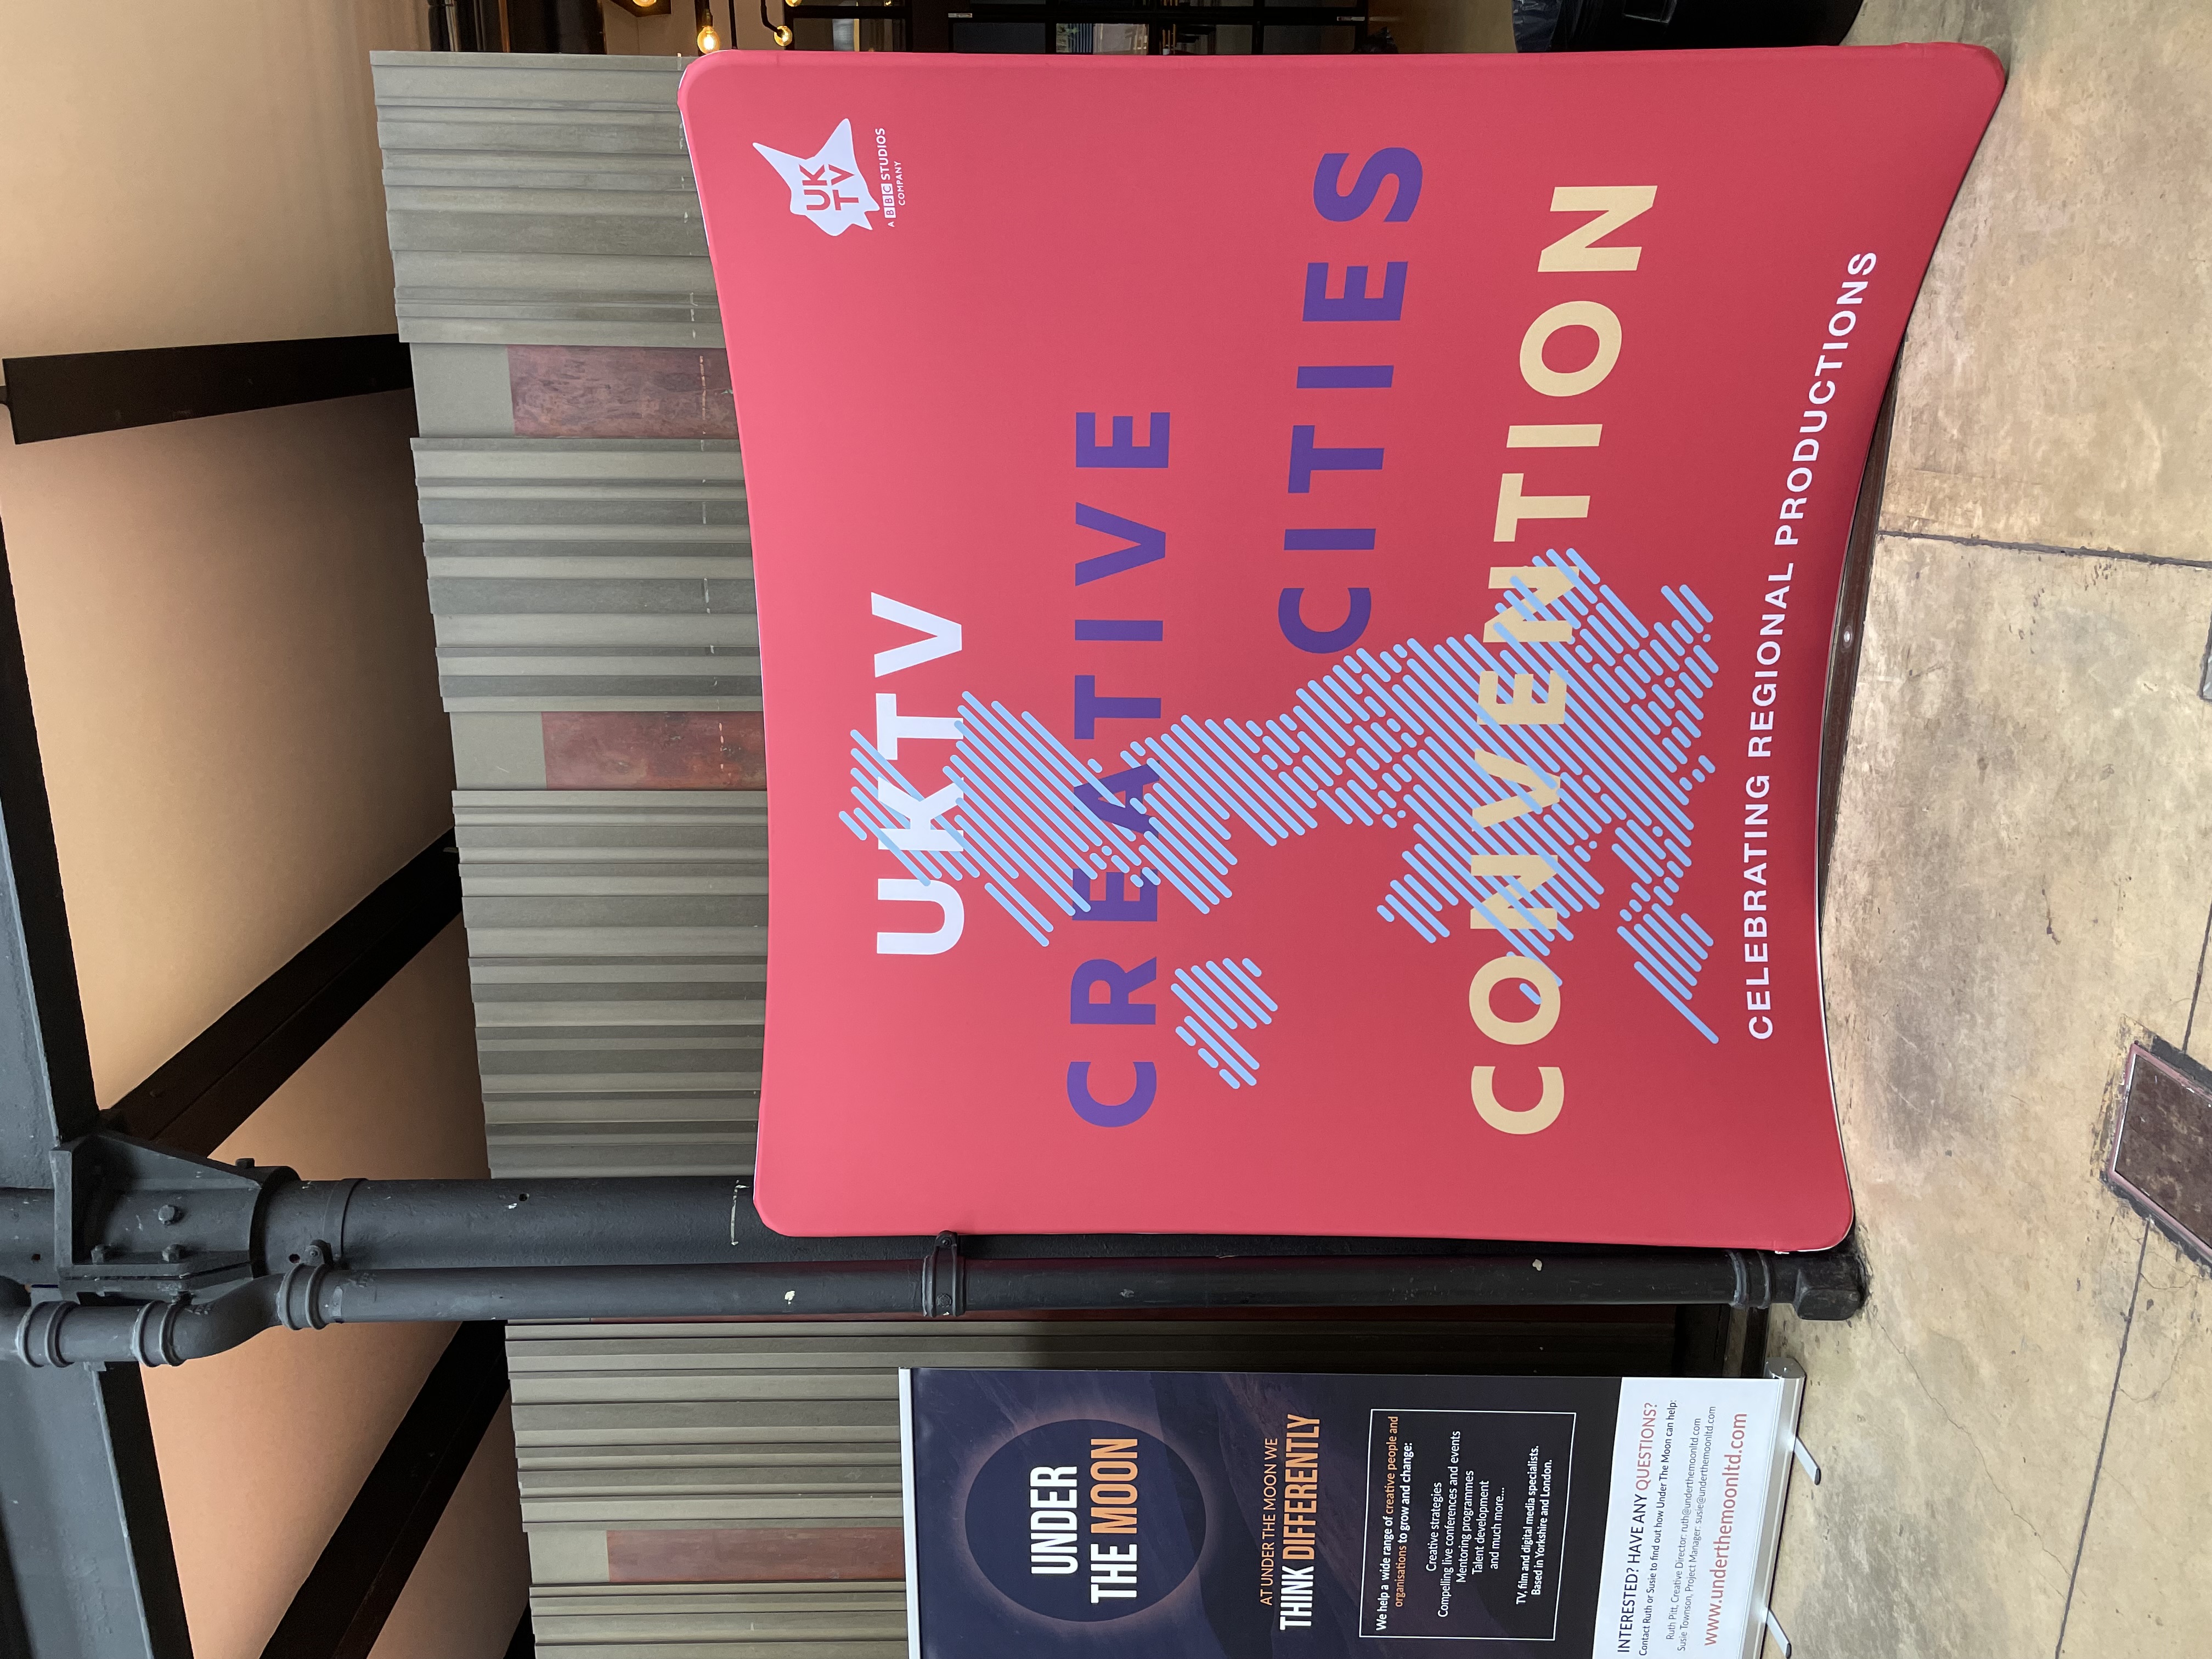 UNDER
THE MOON
AT UNDER THE MOON WE
THINK DIFFERENTLY
We help a wide range of creative people and
organisations to grow and change:
Creative strategies
Compelling live conferences and events
Mentoring programmes
Talent development
and much more...
TV, film and digital media specialists.
Based in Yorkshire and London.
INTERESTED? HAVE ANY QUESTIONS?
Contact Ruth or Susie to find out how Under The Moon can help:
Ruth Pitt, Creative Director: ruth@underthemoonltd.com
Susie Townson, Project Manager: susie@underthemoonltd.com
www.underthemoonltd.com
UK
TV
A BBC STUDIOS
COMPANY
UKTV
CREATIVE
CITIES
CONVENTION
CELEBRATING REGIONAL PRODUCTIONS